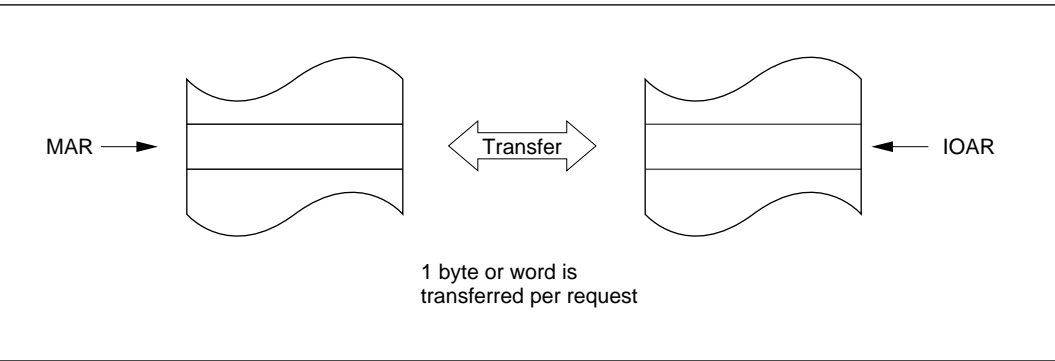 MAR
Transfer
IOAR
1 byte or word is
transferred per request